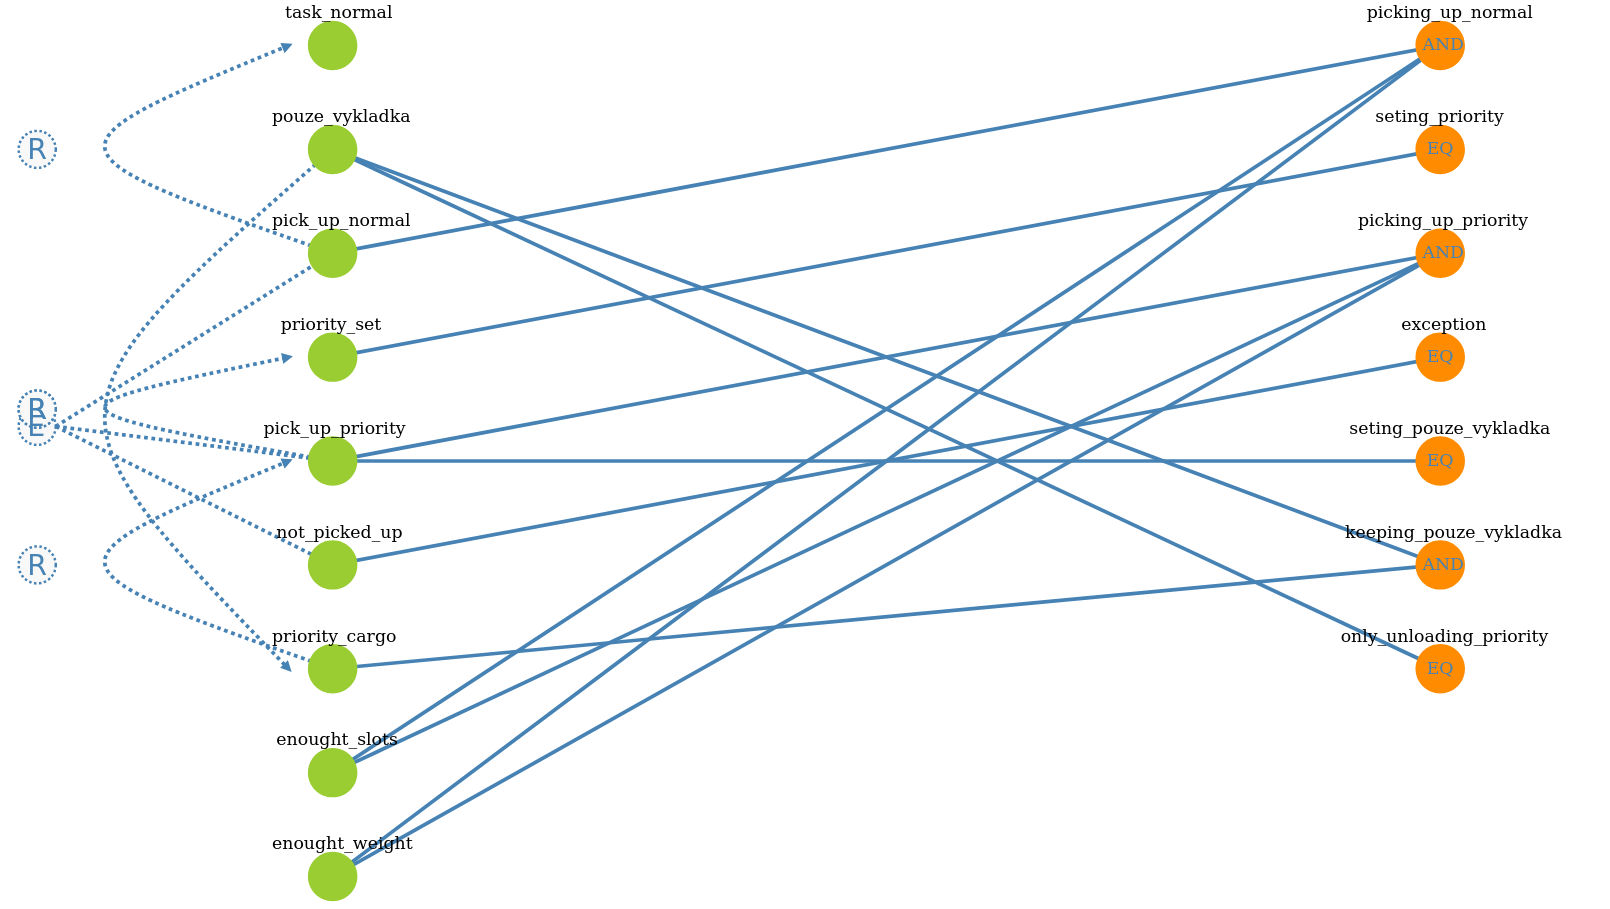 task_normal
picking_up_normal
AND
pouze_vykladka
seting_priority
R
EQ
pick_up_normal
picking_up_priority
AND
priority_set
exception
EQ
R
E
pick_up_priority
seting_pouze_vykladka
EQ
not_picked_up
keeping_pouze_vykladka
R
AND
priority_cargo
only_unloading_priority
EQ
enought_slots
enought_weight